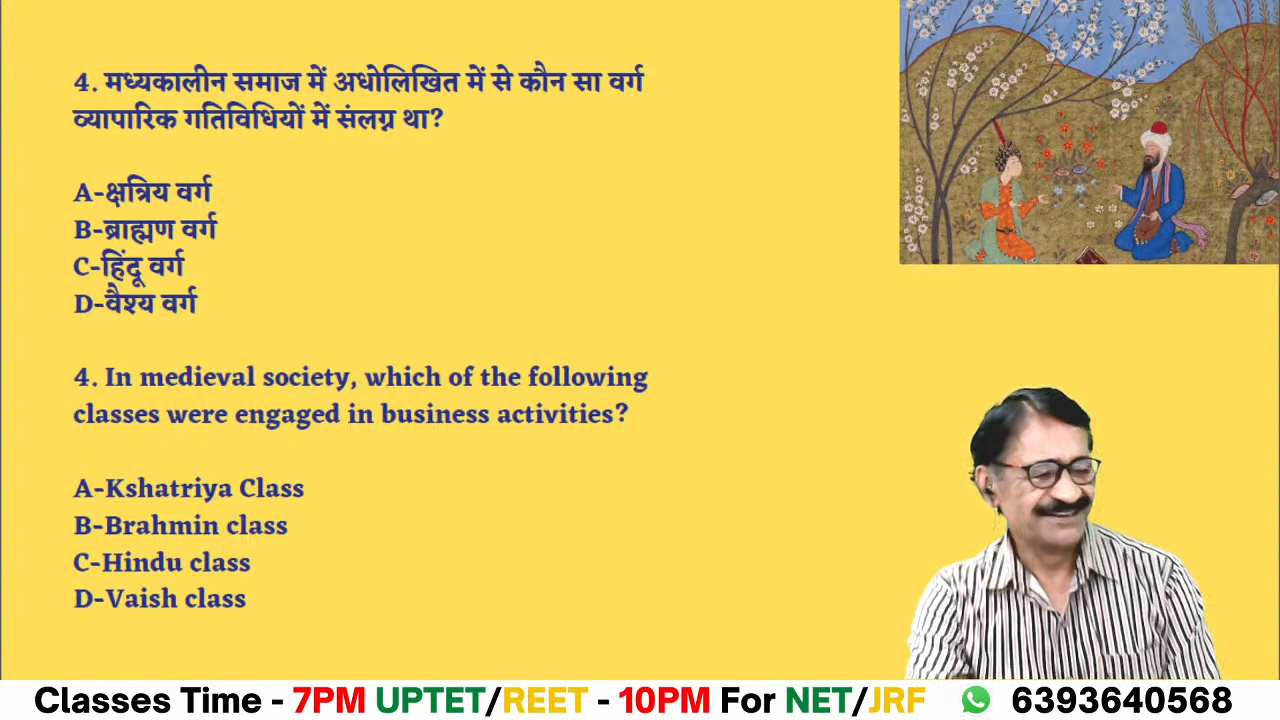 4. मध्यकालीन समाज में अधोलिखित में से कौन सा वर्ग
व्यापारिक गतिविधियों में संलग्न था?
A-क्षत्रिय वर्ग
B-ब्राह्मण वर्ग
C-हिंदू वर्ग
D-वैश्य वर्ग
4. In medieval society, which of the following
classes were engaged in business activities?
A-Kshatriya Class
B-Brahmin class
C-Hindu class
D-Vaish class
Classes Time - 7PM UPTET/REET - 10PM For NET/JRF 6393640568